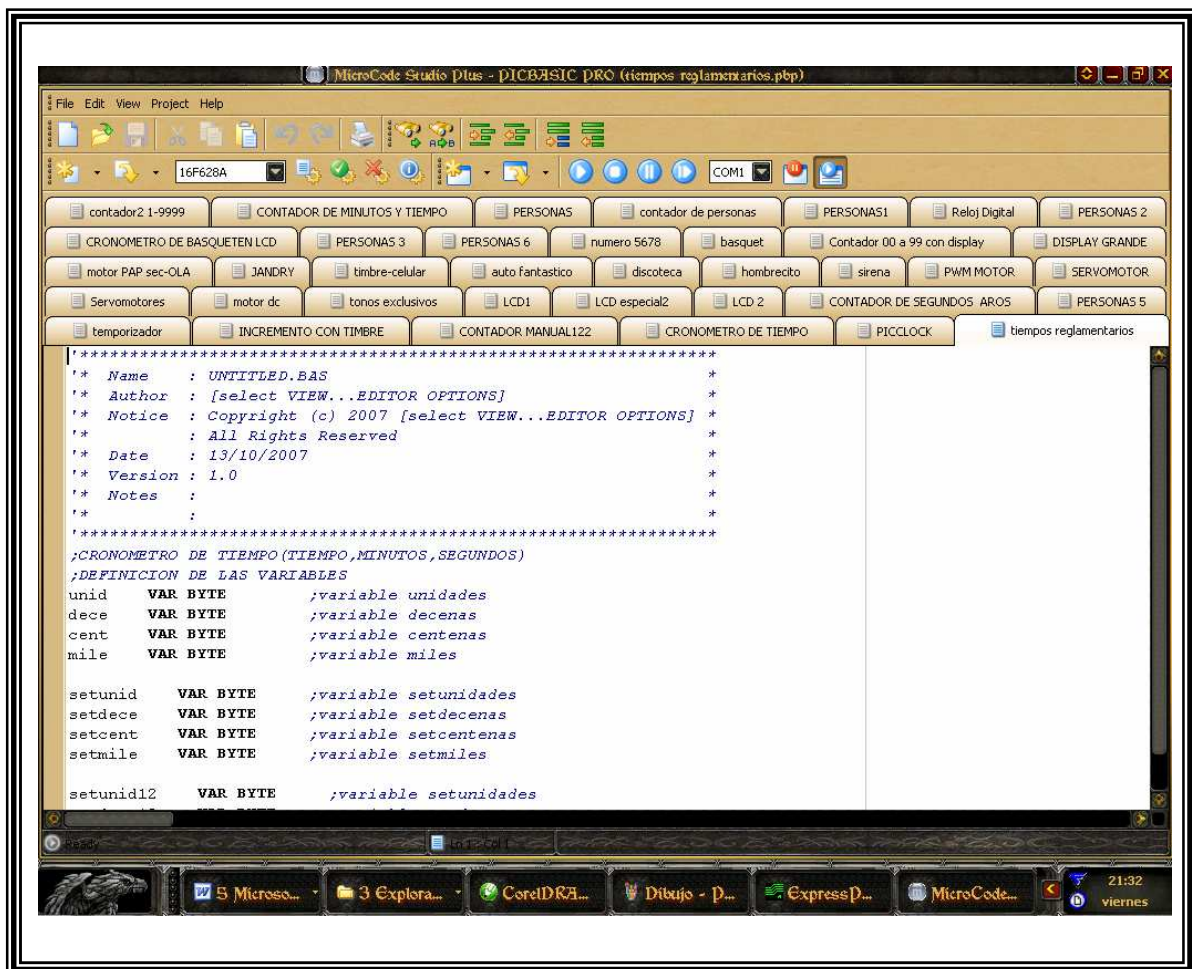 MicroCode Studio Plus - PICBASIC PRO (tiempos reglamentarios.pbp)
File Edit View Project Help
16F628A COM1
contador2 1-9999 CONTADOR DE MINUTOS Y TIEMPO PERSONAS contador de personas PERSONAS1 Reloj Digital PERSONAS 2
CRONOMETRO DE BASQUETEN LCD PERSONAS 3 PERSONAS 6 numero 5678 basquet Contador 00 a 99 con display DISPLAY GRANDE
motor PAP sec-OLA JANDRY timbre-celular auto fantastico discoteca hombrecito sirena PWM MOTOR SERVOMOTOR
Servomotores motor dc tonos exclusivos LCD1 LCD especial2 LCD 2 CONTADOR DE SEGUNDOS AROS PERSONAS 5
temporizador INCREMENTO CON TIMBRE CONTADOR MANUAL122 CRONOMETRO DE TIEMPO PICCLOCK tiempos reglamentarios
'****************************************************************
'* Name : UNTITLED.BAS *
'* Author : [select VIEW...EDITOR OPTIONS] *
'* Notice : Copyright (c) 2007 [select VIEW...EDITOR OPTIONS] *
'* : All Rights Reserved *
'* Date : 13/10/2007 *
'* Version : 1.0 *
'* Notes : *
'* : *
'****************************************************************
;CRONOMETRO DE TIEMPO(TIEMPO,MINUTOS,SEGUNDOS)
;DEFINICION DE LAS VARIABLES
unid VAR BYTE ;variable unidades
dece VAR BYTE ;variable decenas
cent VAR BYTE ;variable centenas
mile VAR BYTE ;variable miles
setunid VAR BYTE ;variable setunidades
setdece VAR BYTE ;variable setdecenas
setcent VAR BYTE ;variable setcentenas
setmile VAR BYTE ;variable setmiles
setunid12 VAR BYTE ;variable setunidades
Ready Ln 1 : Col 1
5 Microso... 3 Explora... CorelDRA... Dibujo - P... ExpressP... MicroCode... 21:32
viernes